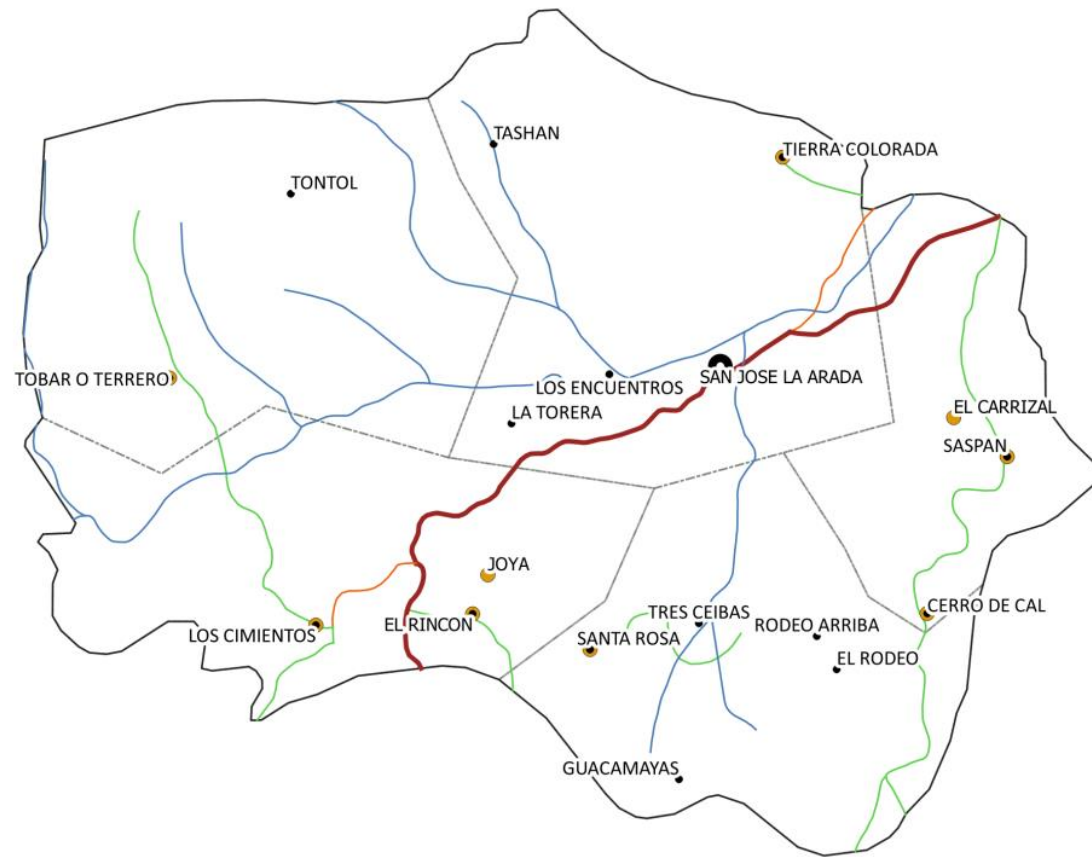 TASHAN
TIERRA COLORADA
TONTOL
TOBAR O TERRERO
LOS ENCUENTROS
SAN JOSE LA ARADA
LA TORERA
EL CARRIZAL
SASPAN
JOYA
CERRO DE CAL
TRES CEIBAS
EL RINCON
RODEO ARRIBA
LOS CIMIENTOS
SANTA ROSA
EL RODEO
GUACAMAYAS